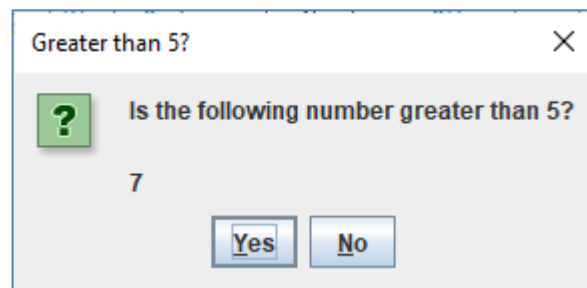 Greater than 5?
Is the following number greater than 5?
7
Yes No